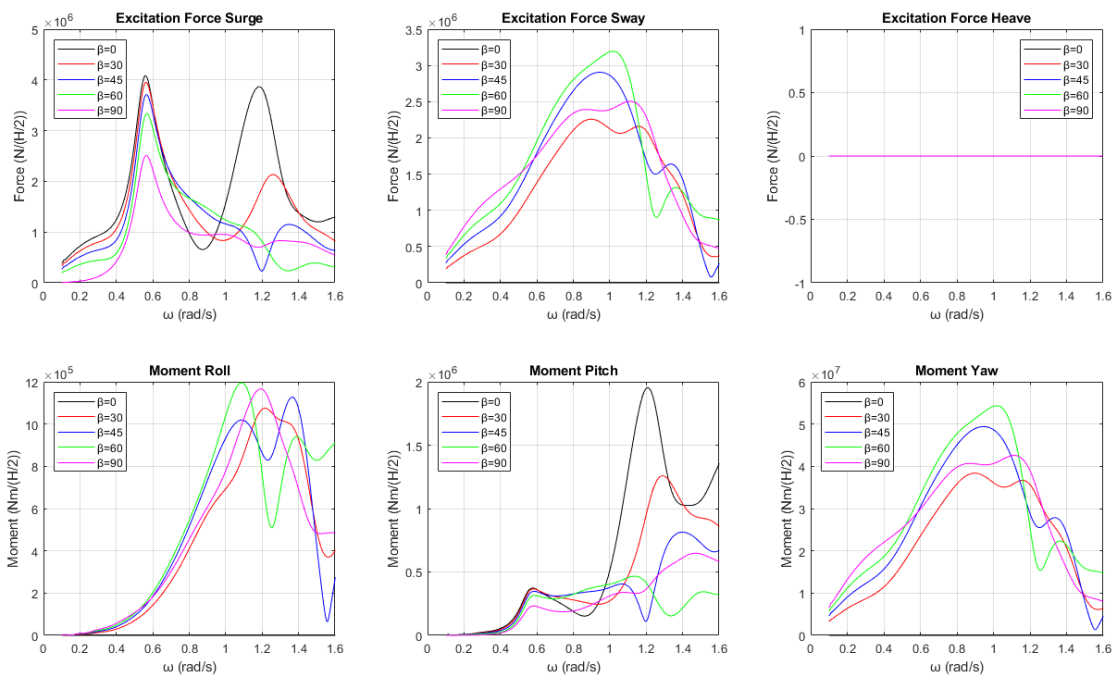 Excitation Force Surge
×10⁶
Force (N/(H/2))
5
4
3
2
1
0
β=0
β=30
β=45
β=60
β=90
0 0.2 0.4 0.6 0.8 1 1.2 1.4 1.6
ω (rad/s)
Excitation Force Sway
×10⁶
Force (N/(H/2))
3.5
3
2.5
2
1.5
1
0.5
0
β=0
β=30
β=45
β=60
β=90
0 0.2 0.4 0.6 0.8 1 1.2 1.4 1.6
ω (rad/s)
Excitation Force Heave
Force (N/(H/2))
1
0.5
0
-0.5
-1
β=0
β=30
β=45
β=60
β=90
0 0.2 0.4 0.6 0.8 1 1.2 1.4 1.6
ω (rad/s)
Moment Roll
×10⁵
Moment (Nm/(H/2))
12
10
8
6
4
2
0
β=0
β=30
β=45
β=60
β=90
0 0.2 0.4 0.6 0.8 1 1.2 1.4 1.6
ω (rad/s)
Moment Pitch
×10⁶
Moment (Nm/(H/2))
2
1.5
1
0.5
0
β=0
β=30
β=45
β=60
β=90
0 0.2 0.4 0.6 0.8 1 1.2 1.4 1.6
ω (rad/s)
Moment Yaw
×10⁷
Moment (Nm/(H/2))
6
5
4
3
2
1
0
β=0
β=30
β=45
β=60
β=90
0 0.2 0.4 0.6 0.8 1 1.2 1.4 1.6
ω (rad/s)